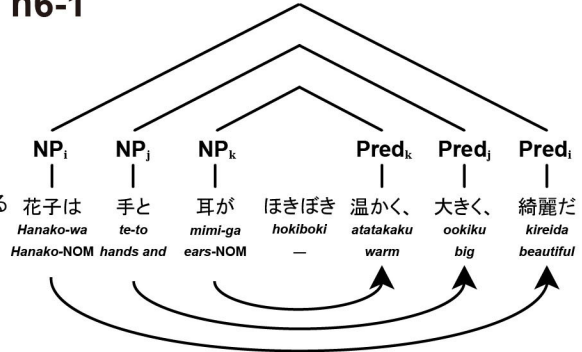 n6-1
NPi NPj NPk Predk Predj Predi
る 花子は 手と 耳が ほきぼき 温かく、 大きく、 綺麗だ
Hanako-wa te-to mimi-ga hokiboki atatakaku ookiku kireida
Hanako-NOM hands and ears-NOM — warm big beautiful